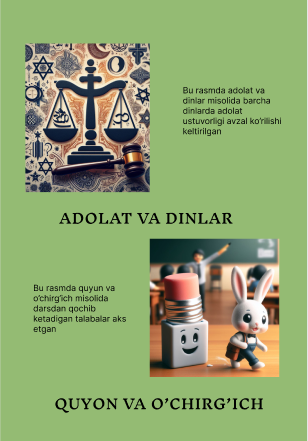 Bu rasmda adolat va
dinlar misolida barcha
dinlarda adolat
ustuvorligi avzal ko'rilishi
keltirilgan
ADOLAT VA DINLAR
Bu rasmda quyun va
o'chirg'ich misolida
darsdan qochib
ketadigan talabalar aks
etgan
QUYON VA O'CHIRG'ICH